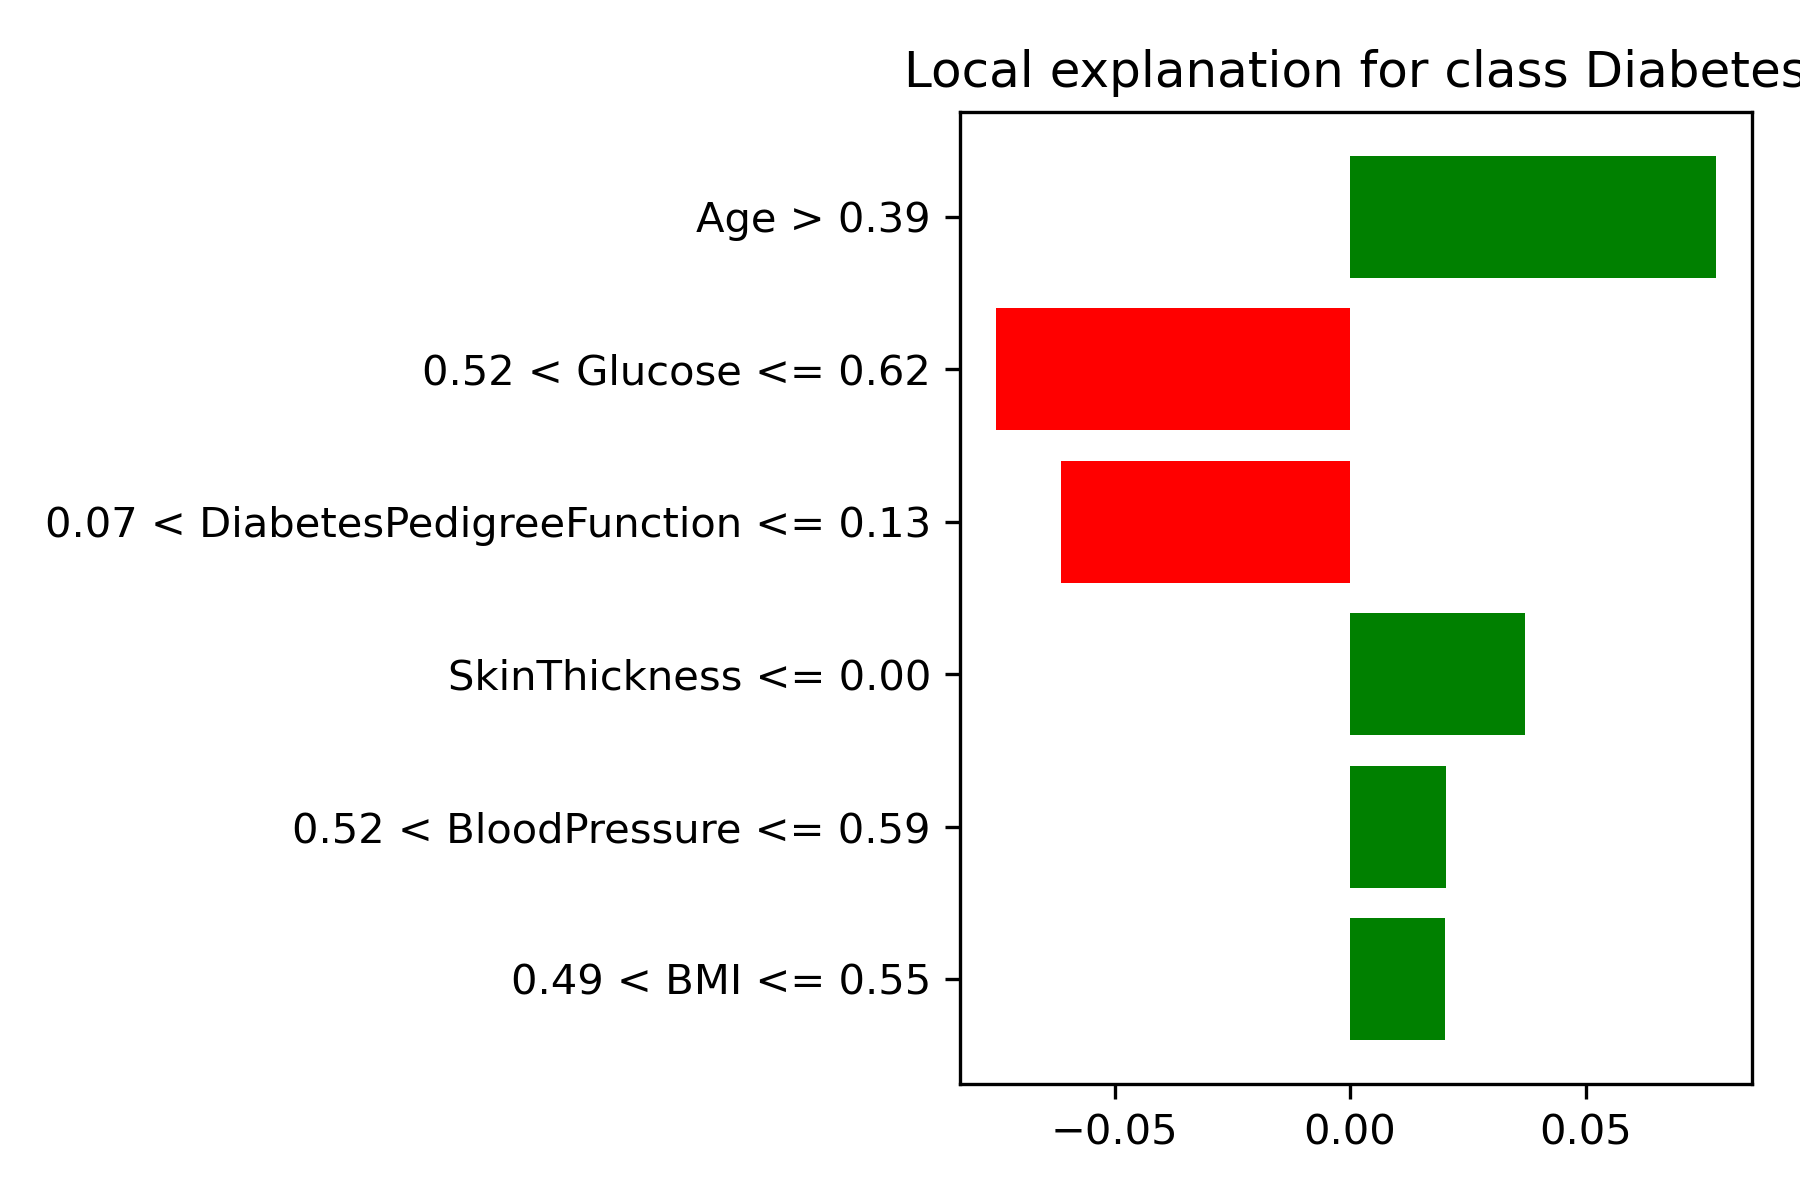 Local explanation for class Diabetes
Age > 0.39
0.52 < Glucose <= 0.62
0.07 < DiabetesPedigreeFunction <= 0.13
SkinThickness <= 0.00
0.52 < BloodPressure <= 0.59
0.49 < BMI <= 0.55
−0.05 0.00 0.05